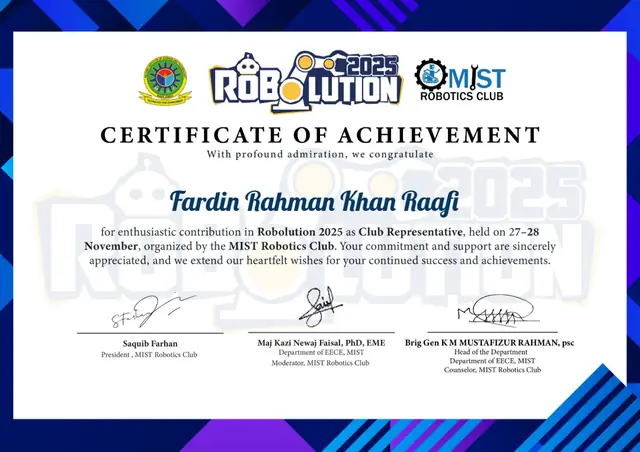 ROBOLUTION 2025
MIST
ROBOTICS CLUB
CERTIFICATE OF ACHIEVEMENT
With profound admiration, we congratulate
Fardin Rahman Khan Raafi
for enthusiastic contribution in Robolution 2025 as Club Representative, held on 27–28
November, organized by the MIST Robotics Club. Your commitment and support are sincerely
appreciated, and we extend our heartfelt wishes for your continued success and achievements.
Saquib Farhan
President , MIST Robotics Club
Maj Kazi Newaj Faisal, PhD, EME
Department of EECE, MIST
Moderator, MIST Robotics Club
Brig Gen K M MUSTAFIZUR RAHMAN, psc
Head of the Department
Department of EECE, MIST
Counselor, MIST Robotics Club